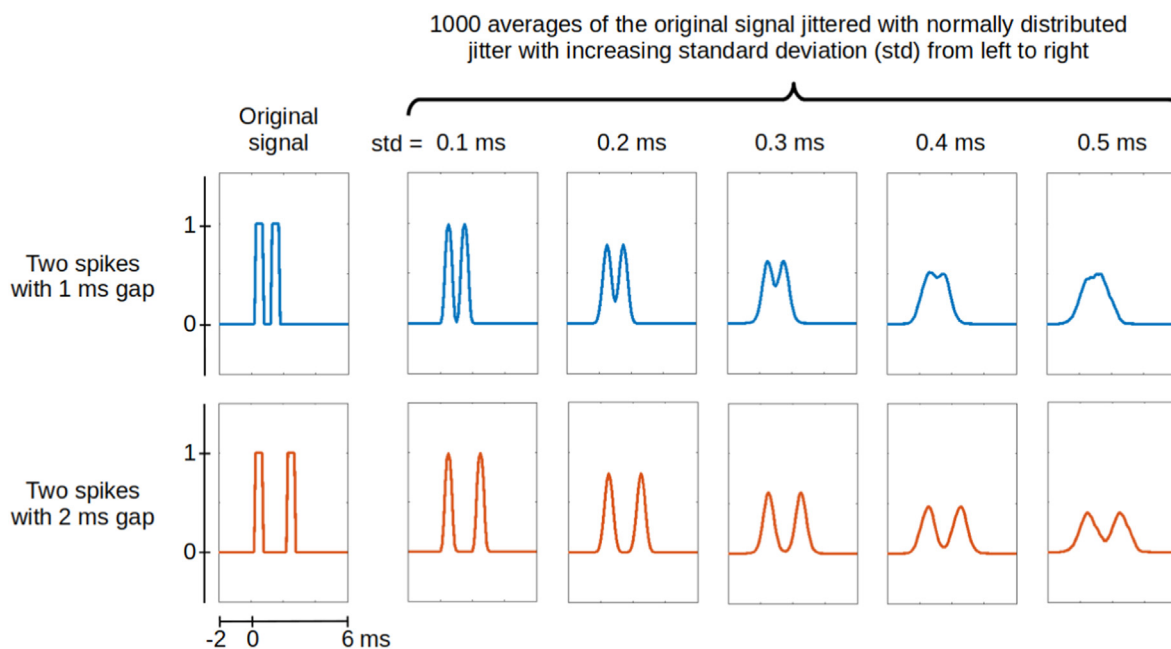 1000 averages of the original signal jittered with normally distributed
jitter with increasing standard deviation (std) from left to right
Original
signal
std = 0.1 ms 0.2 ms 0.3 ms 0.4 ms 0.5 ms
1
Two spikes
with 1 ms gap
0
1
Two spikes
with 2 ms gap
0
-2 0 6 ms